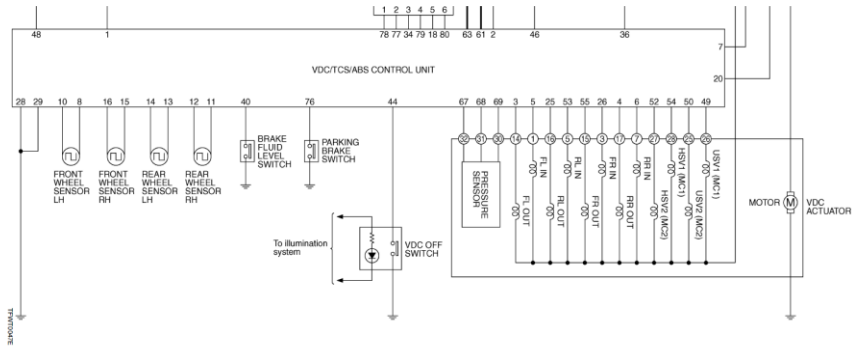 1 2 3 4 5 6
48 1 78 77 34 79 18 80 63 61 2 46 36
7
VDC/TCS/ABS CONTROL UNIT
20
28 29 10 8 16 15 14 13 12 11 40 76 44 67 68 69 3 5 25 53 55 26 4 6 52 54 50 49
32 31 30 14 1 16 5 15 3 17 7 27 28 25 26
FRONT
WHEEL
SENSOR
LH
FRONT
WHEEL
SENSOR
RH
REAR
WHEEL
SENSOR
LH
REAR
WHEEL
SENSOR
RH
BRAKE
FLUID
LEVEL
SWITCH
PARKING
BRAKE
SWITCH
PRESSURE
SENSOR
FL OUT
FL IN
RL OUT
RL IN
FR OUT
FR IN
RR OUT
RR IN
HSV2 (MC2)
HSV1 (MC1)
USV2 (MC2)
USV1 (MC1)
MOTOR
M
VDC
ACTUATOR
To illumination
system
VDC OFF
SWITCH